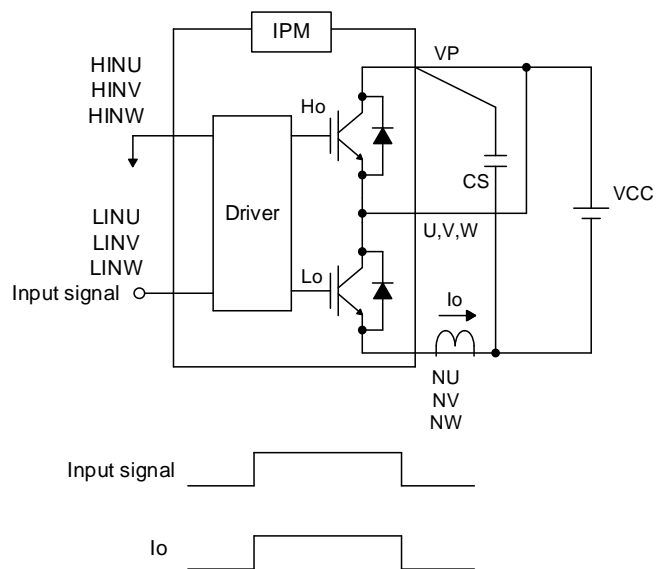 IPM
VP
HINU
HINV
HINW
Ho
CS
VCC
Driver
U,V,W
LINU
LINV
LINW
Input signal
Lo
Io
NU
NV
NW
Input signal
Io